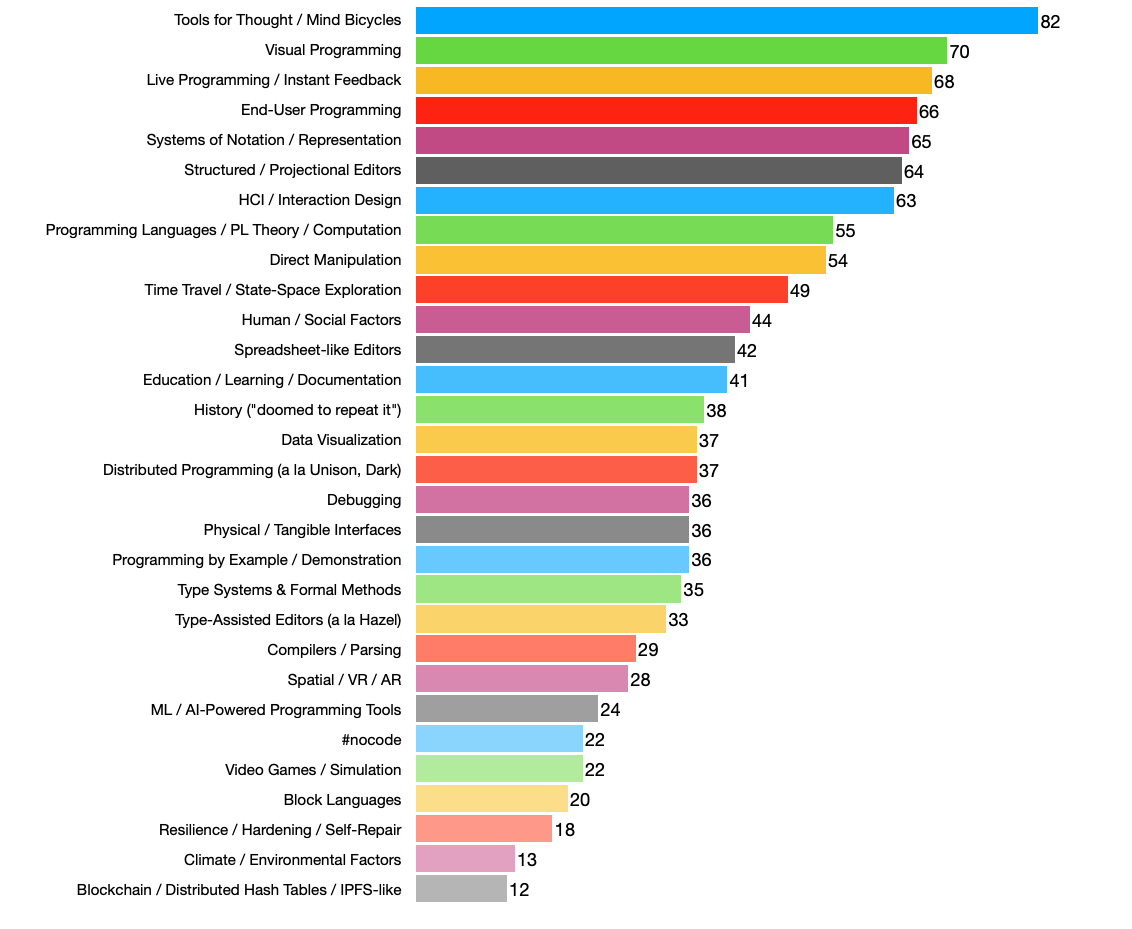 Tools for Thought / Mind Bicycles 82
Visual Programming 70
Live Programming / Instant Feedback 68
End-User Programming 66
Systems of Notation / Representation 65
Structured / Projectional Editors 64
HCI / Interaction Design 63
Programming Languages / PL Theory / Computation 55
Direct Manipulation 54
Time Travel / State-Space Exploration 49
Human / Social Factors 44
Spreadsheet-like Editors 42
Education / Learning / Documentation 41
History ("doomed to repeat it") 38
Data Visualization 37
Distributed Programming (a la Unison, Dark) 37
Debugging 36
Physical / Tangible Interfaces 36
Programming by Example / Demonstration 36
Type Systems & Formal Methods 35
Type-Assisted Editors (a la Hazel) 33
Compilers / Parsing 29
Spatial / VR / AR 28
ML / AI-Powered Programming Tools 24
#nocode 22
Video Games / Simulation 22
Block Languages 20
Resilience / Hardening / Self-Repair 18
Climate / Environmental Factors 13
Blockchain / Distributed Hash Tables / IPFS-like 12